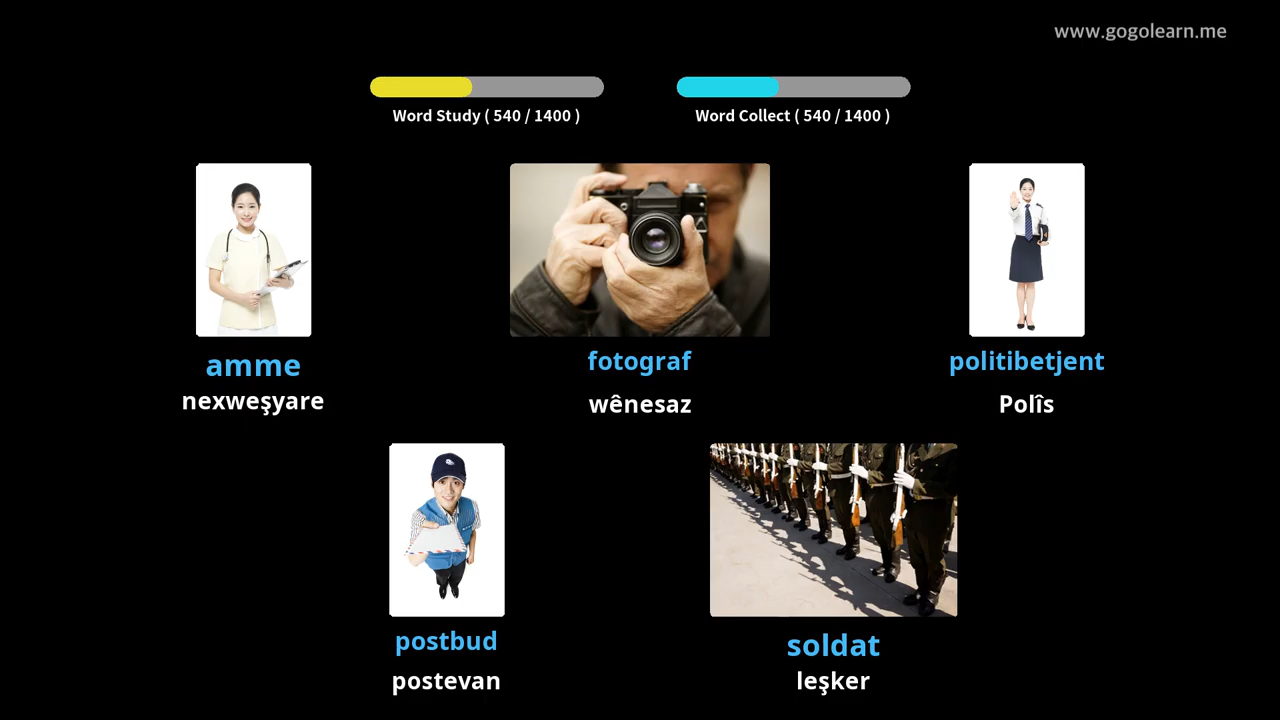 www.gogolearn.me
Word Study ( 540 / 1400 )
Word Collect ( 540 / 1400 )
amme
nexweşyare
fotograf
wênesaz
politibetjent
Polîs
postbud
postevan
soldat
leşker